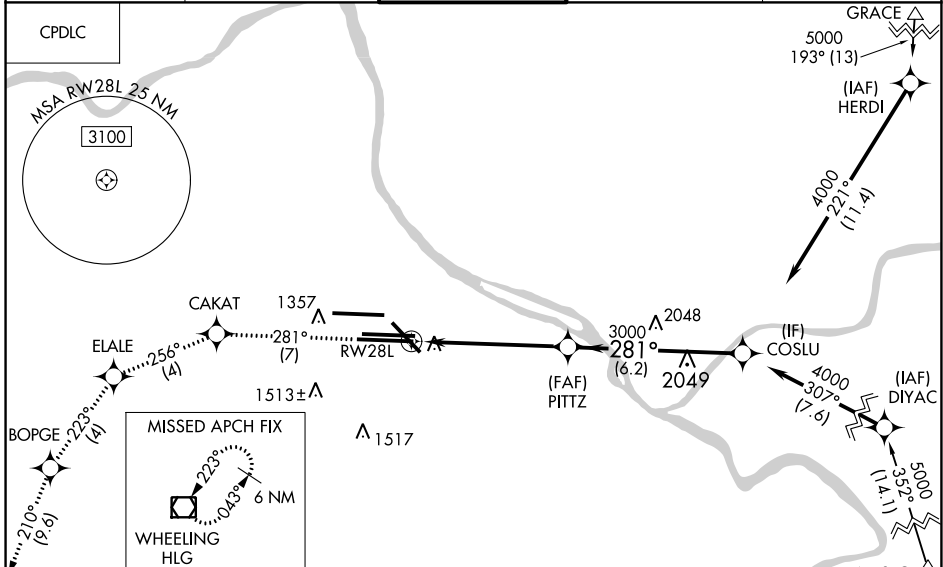 CPDLC
MSA RW28L 25 NM
3100
GRACE
5000
193° (13)
(IAF)
HERDI
4000
221°
(11.4)
CAKAT
1357
281°
(7)
RW28L
ELALE
256°
(4)
1513±
1517
BOPGE
223°
(4)
210°
(9.6)
MISSED APCH FIX
223°
043°
6 NM
WHEELING
HLG
(FAF)
PITTZ
3000
281°
(6.2)
2048
2049
(IF)
COSLU
4000
307°
(7.6)
(IAF)
DIYAC
5000
352°
(14.1)